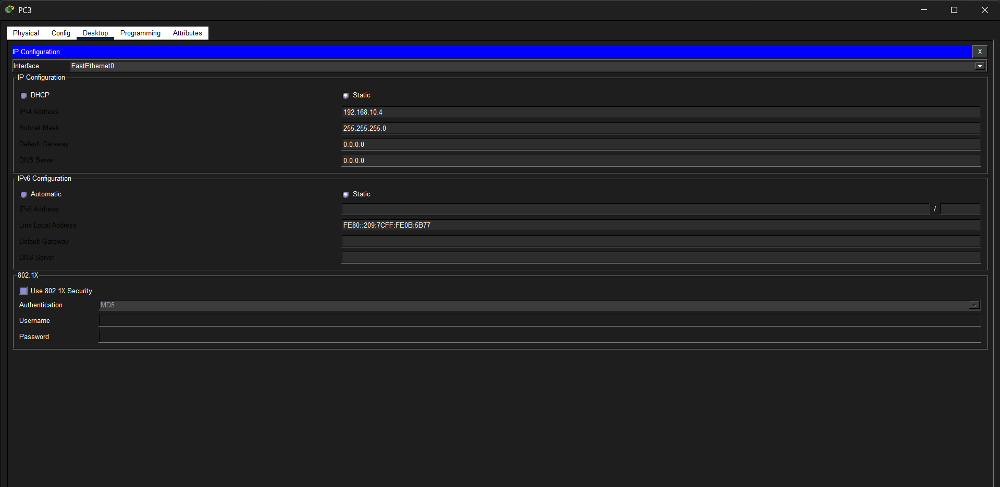 PC3
Physical Config Desktop Programming Attributes
IP Configuration X
Interface FastEthernet0
IP Configuration
DHCP Static
IPv4 Address 192.168.10.4
Subnet Mask 255.255.255.0
Default Gateway 0.0.0.0
DNS Server 0.0.0.0
IPv6 Configuration
Automatic Static
IPv6 Address /
Link Local Address FE80::209:7CFF:FE0B:5B77
Default Gateway
DNS Server
802.1X
Use 802.1X Security
Authentication MD5
Username
Password